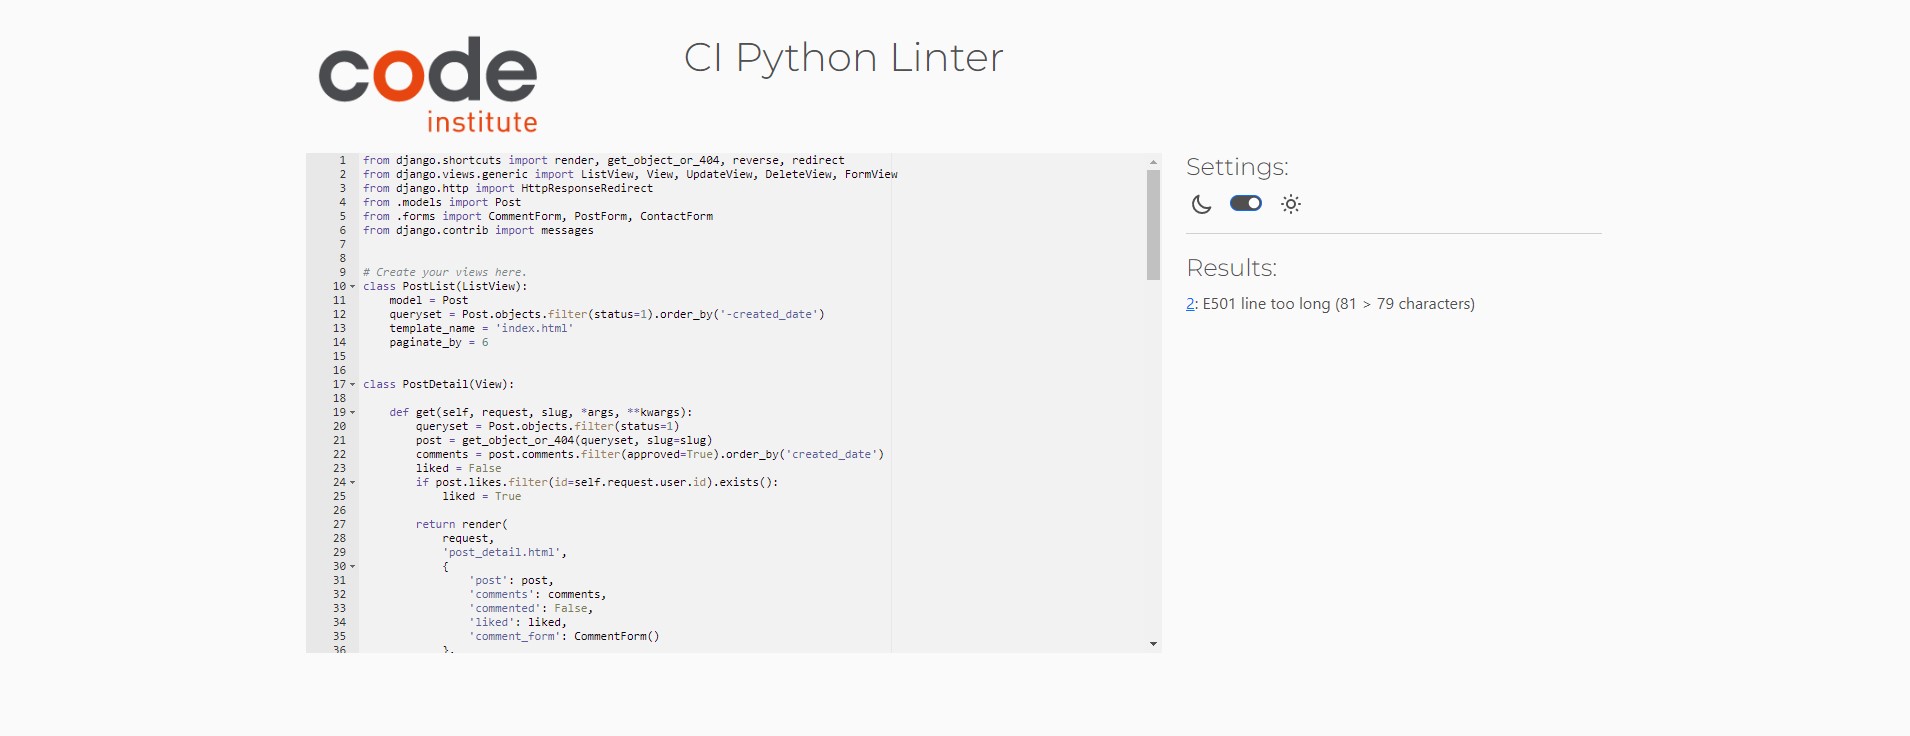 code
institute
CI Python Linter
1 from django.shortcuts import render, get_object_or_404, reverse, redirect
2 from django.views.generic import ListView, View, UpdateView, DeleteView, FormView
3 from django.http import HttpResponseRedirect
4 from .models import Post
5 from .forms import CommentForm, PostForm, ContactForm
6 from django.contrib import messages
7
8
9 # Create your views here.
10 class PostList(ListView):
11     model = Post
12     queryset = Post.objects.filter(status=1).order_by('-created_date')
13     template_name = 'index.html'
14     paginate_by = 6
15
16
17 class PostDetail(View):
18
19     def get(self, request, slug, *args, **kwargs):
20         queryset = Post.objects.filter(status=1)
21         post = get_object_or_404(queryset, slug=slug)
22         comments = post.comments.filter(approved=True).order_by('created_date')
23         liked = False
24         if post.likes.filter(id=self.request.user.id).exists():
25             liked = True
26
27         return render(
28             request,
29             'post_detail.html',
30             {
31                 'post': post,
32                 'comments': comments,
33                 'commented': False,
34                 'liked': liked,
35                 'comment_form': CommentForm()
36             },
Settings:
Results:
2: E501 line too long (81 > 79 characters)